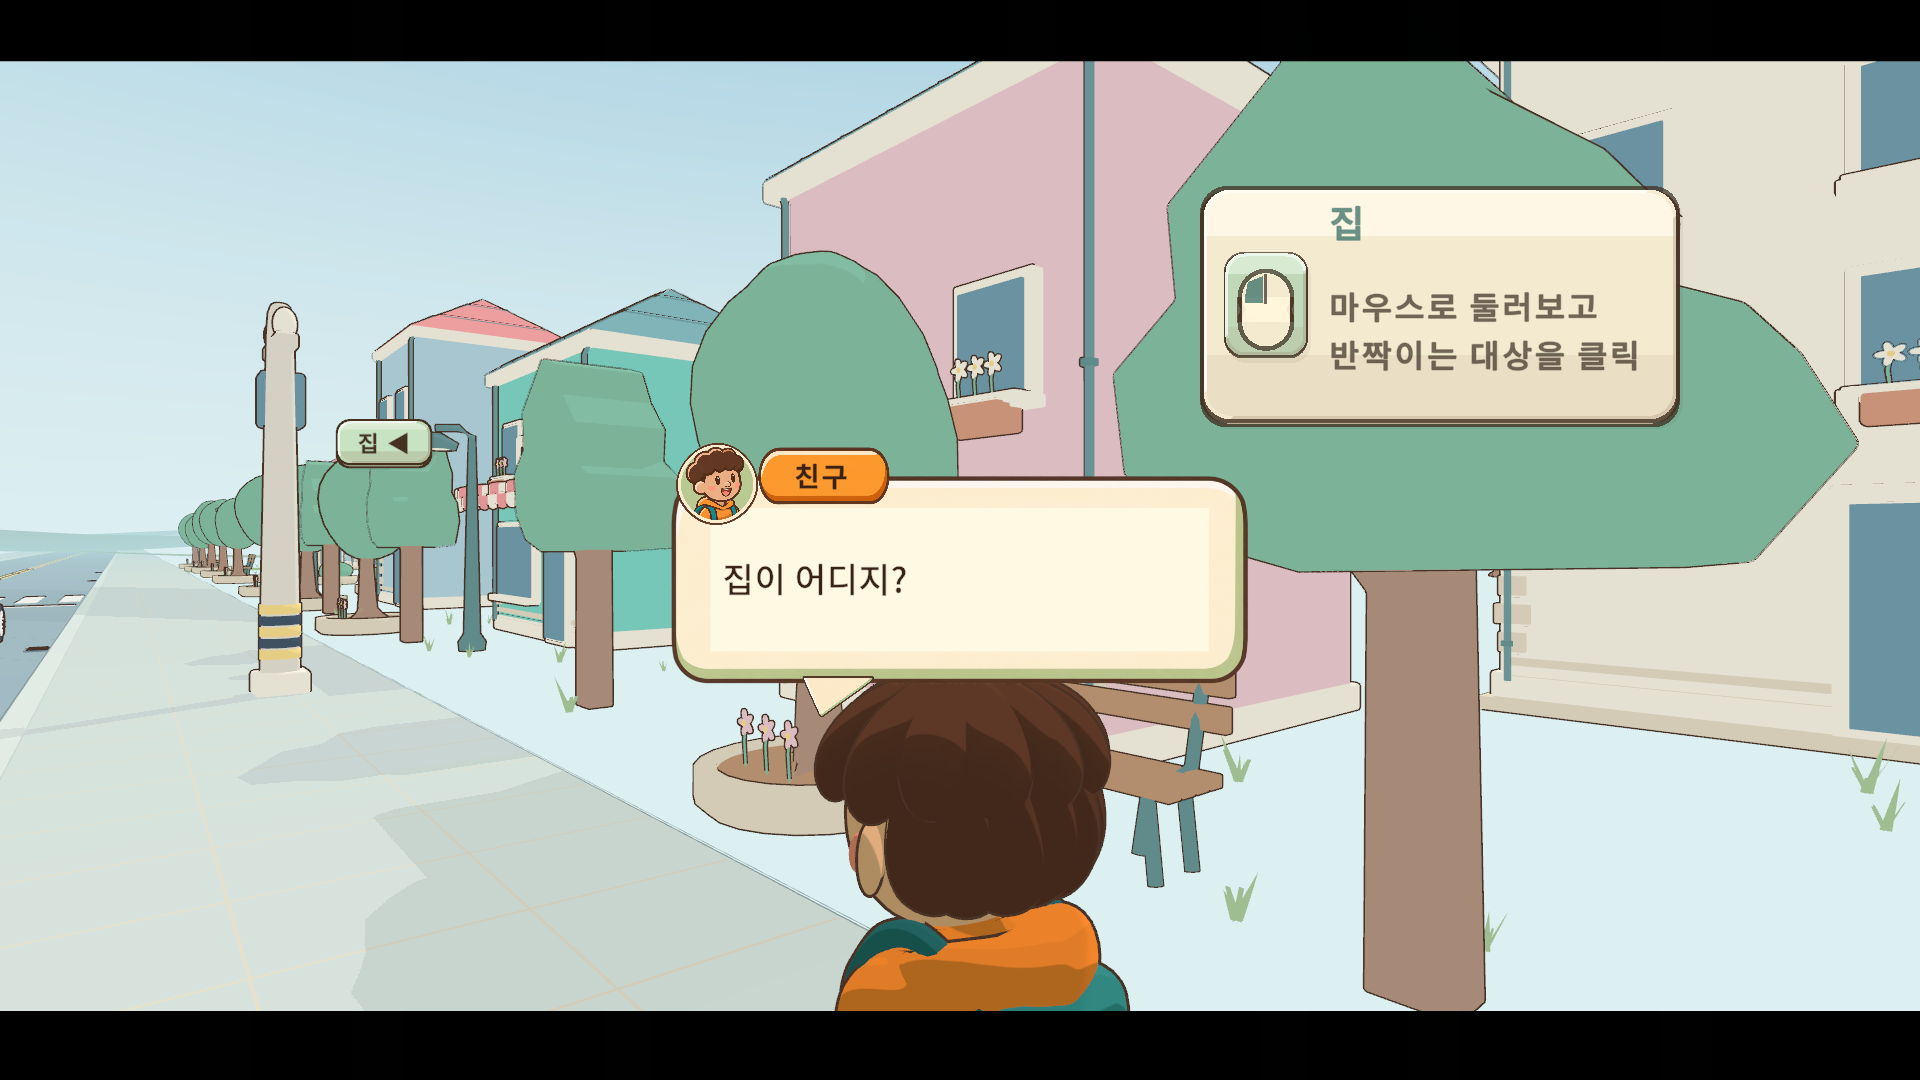 집
마우스로 둘러보고
반짝이는 대상을 클릭
집 ◀
친구
집이 어디지?